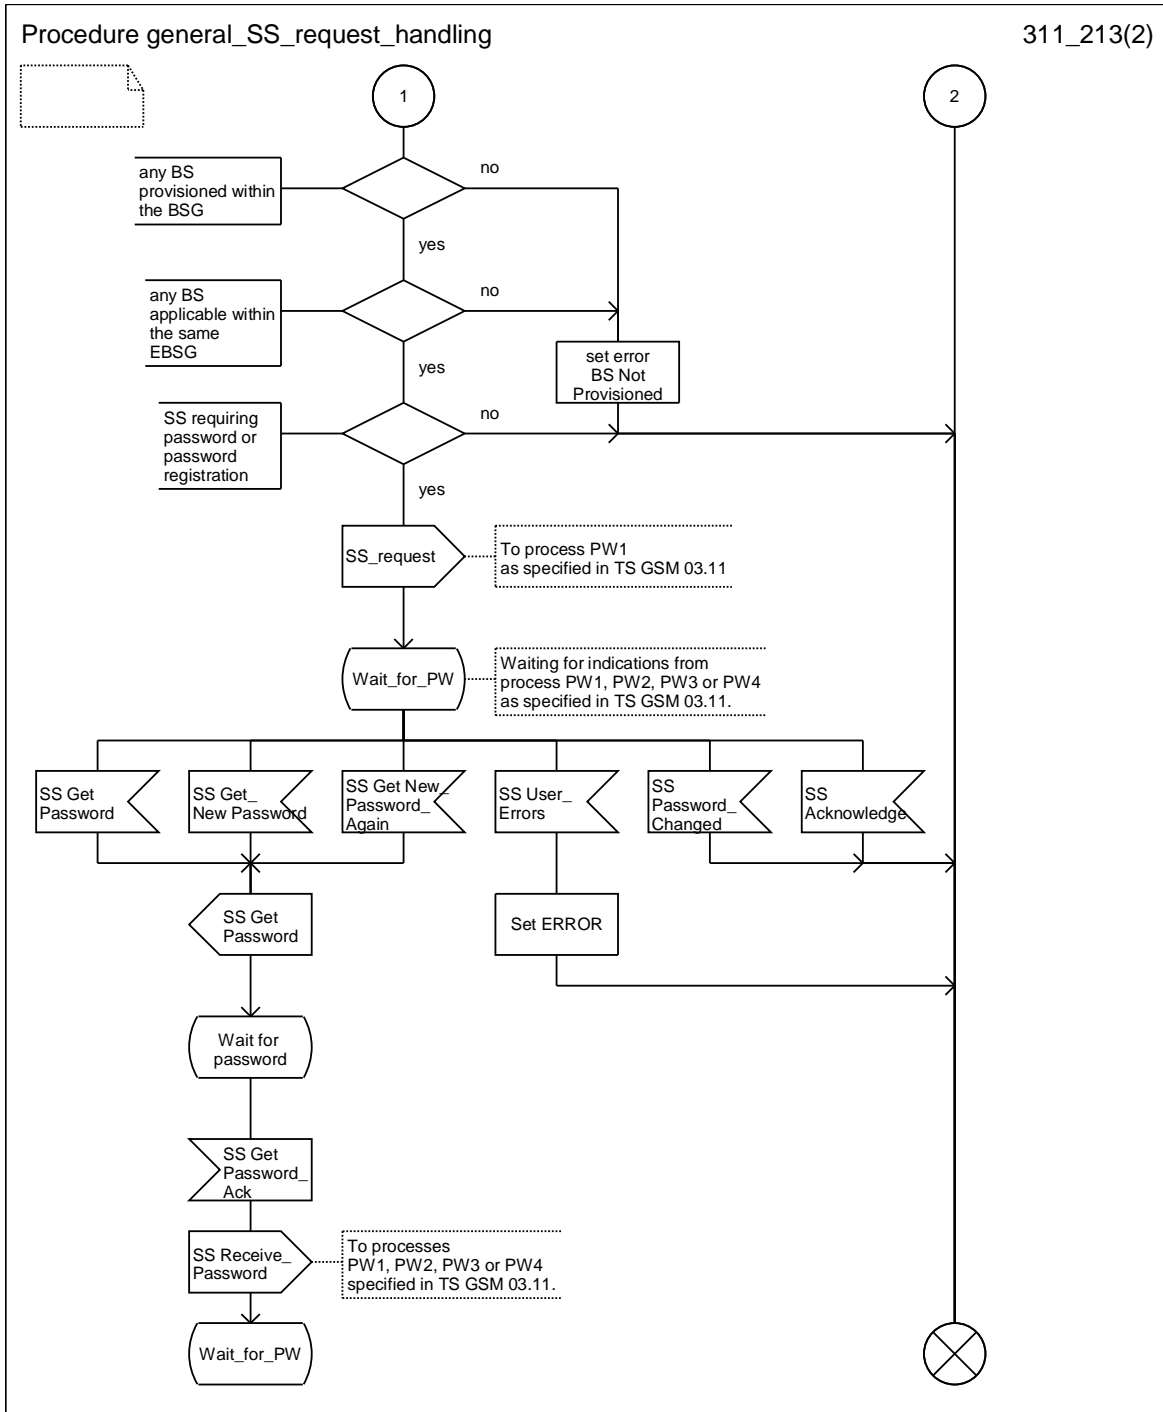 Procedure general_SS_request_handling
311_213(2)
1
2
any BS
provisioned within
the BSG
no
yes
any BS
applicable within
the same
EBSG
no
set error
BS Not
Provisioned
yes
SS requiring
password or
password
registration
no
yes
SS_request
To process PW1
as specified in TS GSM 03.11
Wait_for_PW
Waiting for indications from
process PW1, PW2, PW3 or PW4
as specified in TS GSM 03.11.
SS Get
Password
SS Get_
New Password
SS Get New_
Password_
Again
SS User_
Errors
SS
Password_
Changed
SS
Acknowledge
SS Get
Password
Set ERROR
Wait for
password
SS Get
Password_
Ack
SS Receive_
Password
To processes
PW1, PW2, PW3 or PW4
specified in TS GSM 03.11.
Wait_for_PW